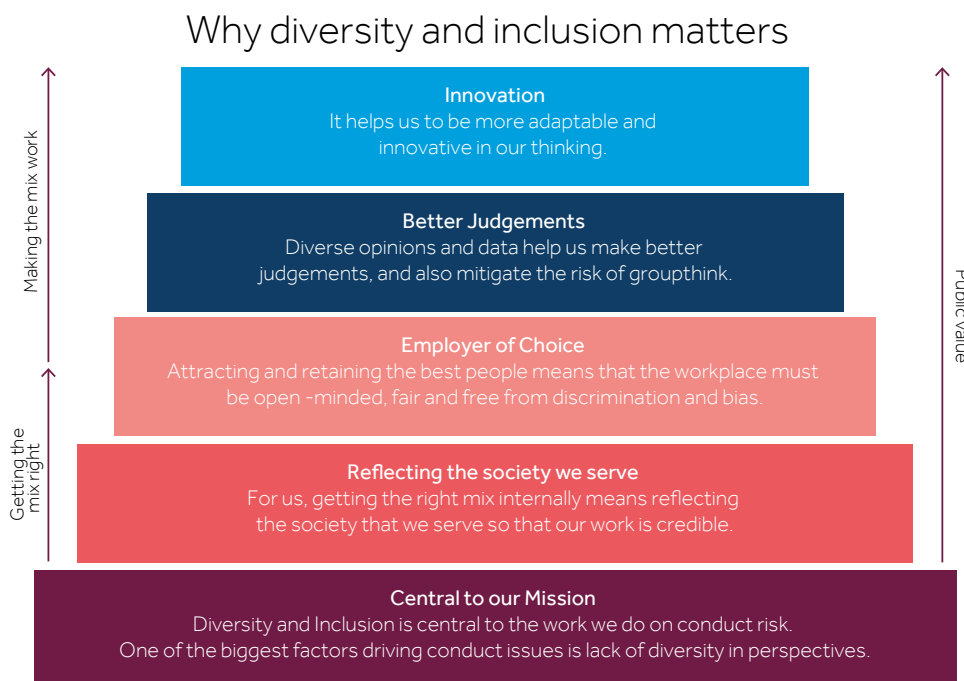 Why diversity and inclusion matters
Innovation
It helps us to be more adaptable and
innovative in our thinking.
Making the mix work
Better Judgements
Diverse opinions and data help us make better
judgements, and also mitigate the risk of groupthink.
Public value
Employer of Choice
Attracting and retaining the best people means that the workplace must
be open -minded, fair and free from discrimination and bias.
Getting the
mix right
Reflecting the society we serve
For us, getting the right mix internally means reflecting
the society that we serve so that our work is credible.
Central to our Mission
Diversity and Inclusion is central to the work we do on conduct risk.
One of the biggest factors driving conduct issues is lack of diversity in perspectives.